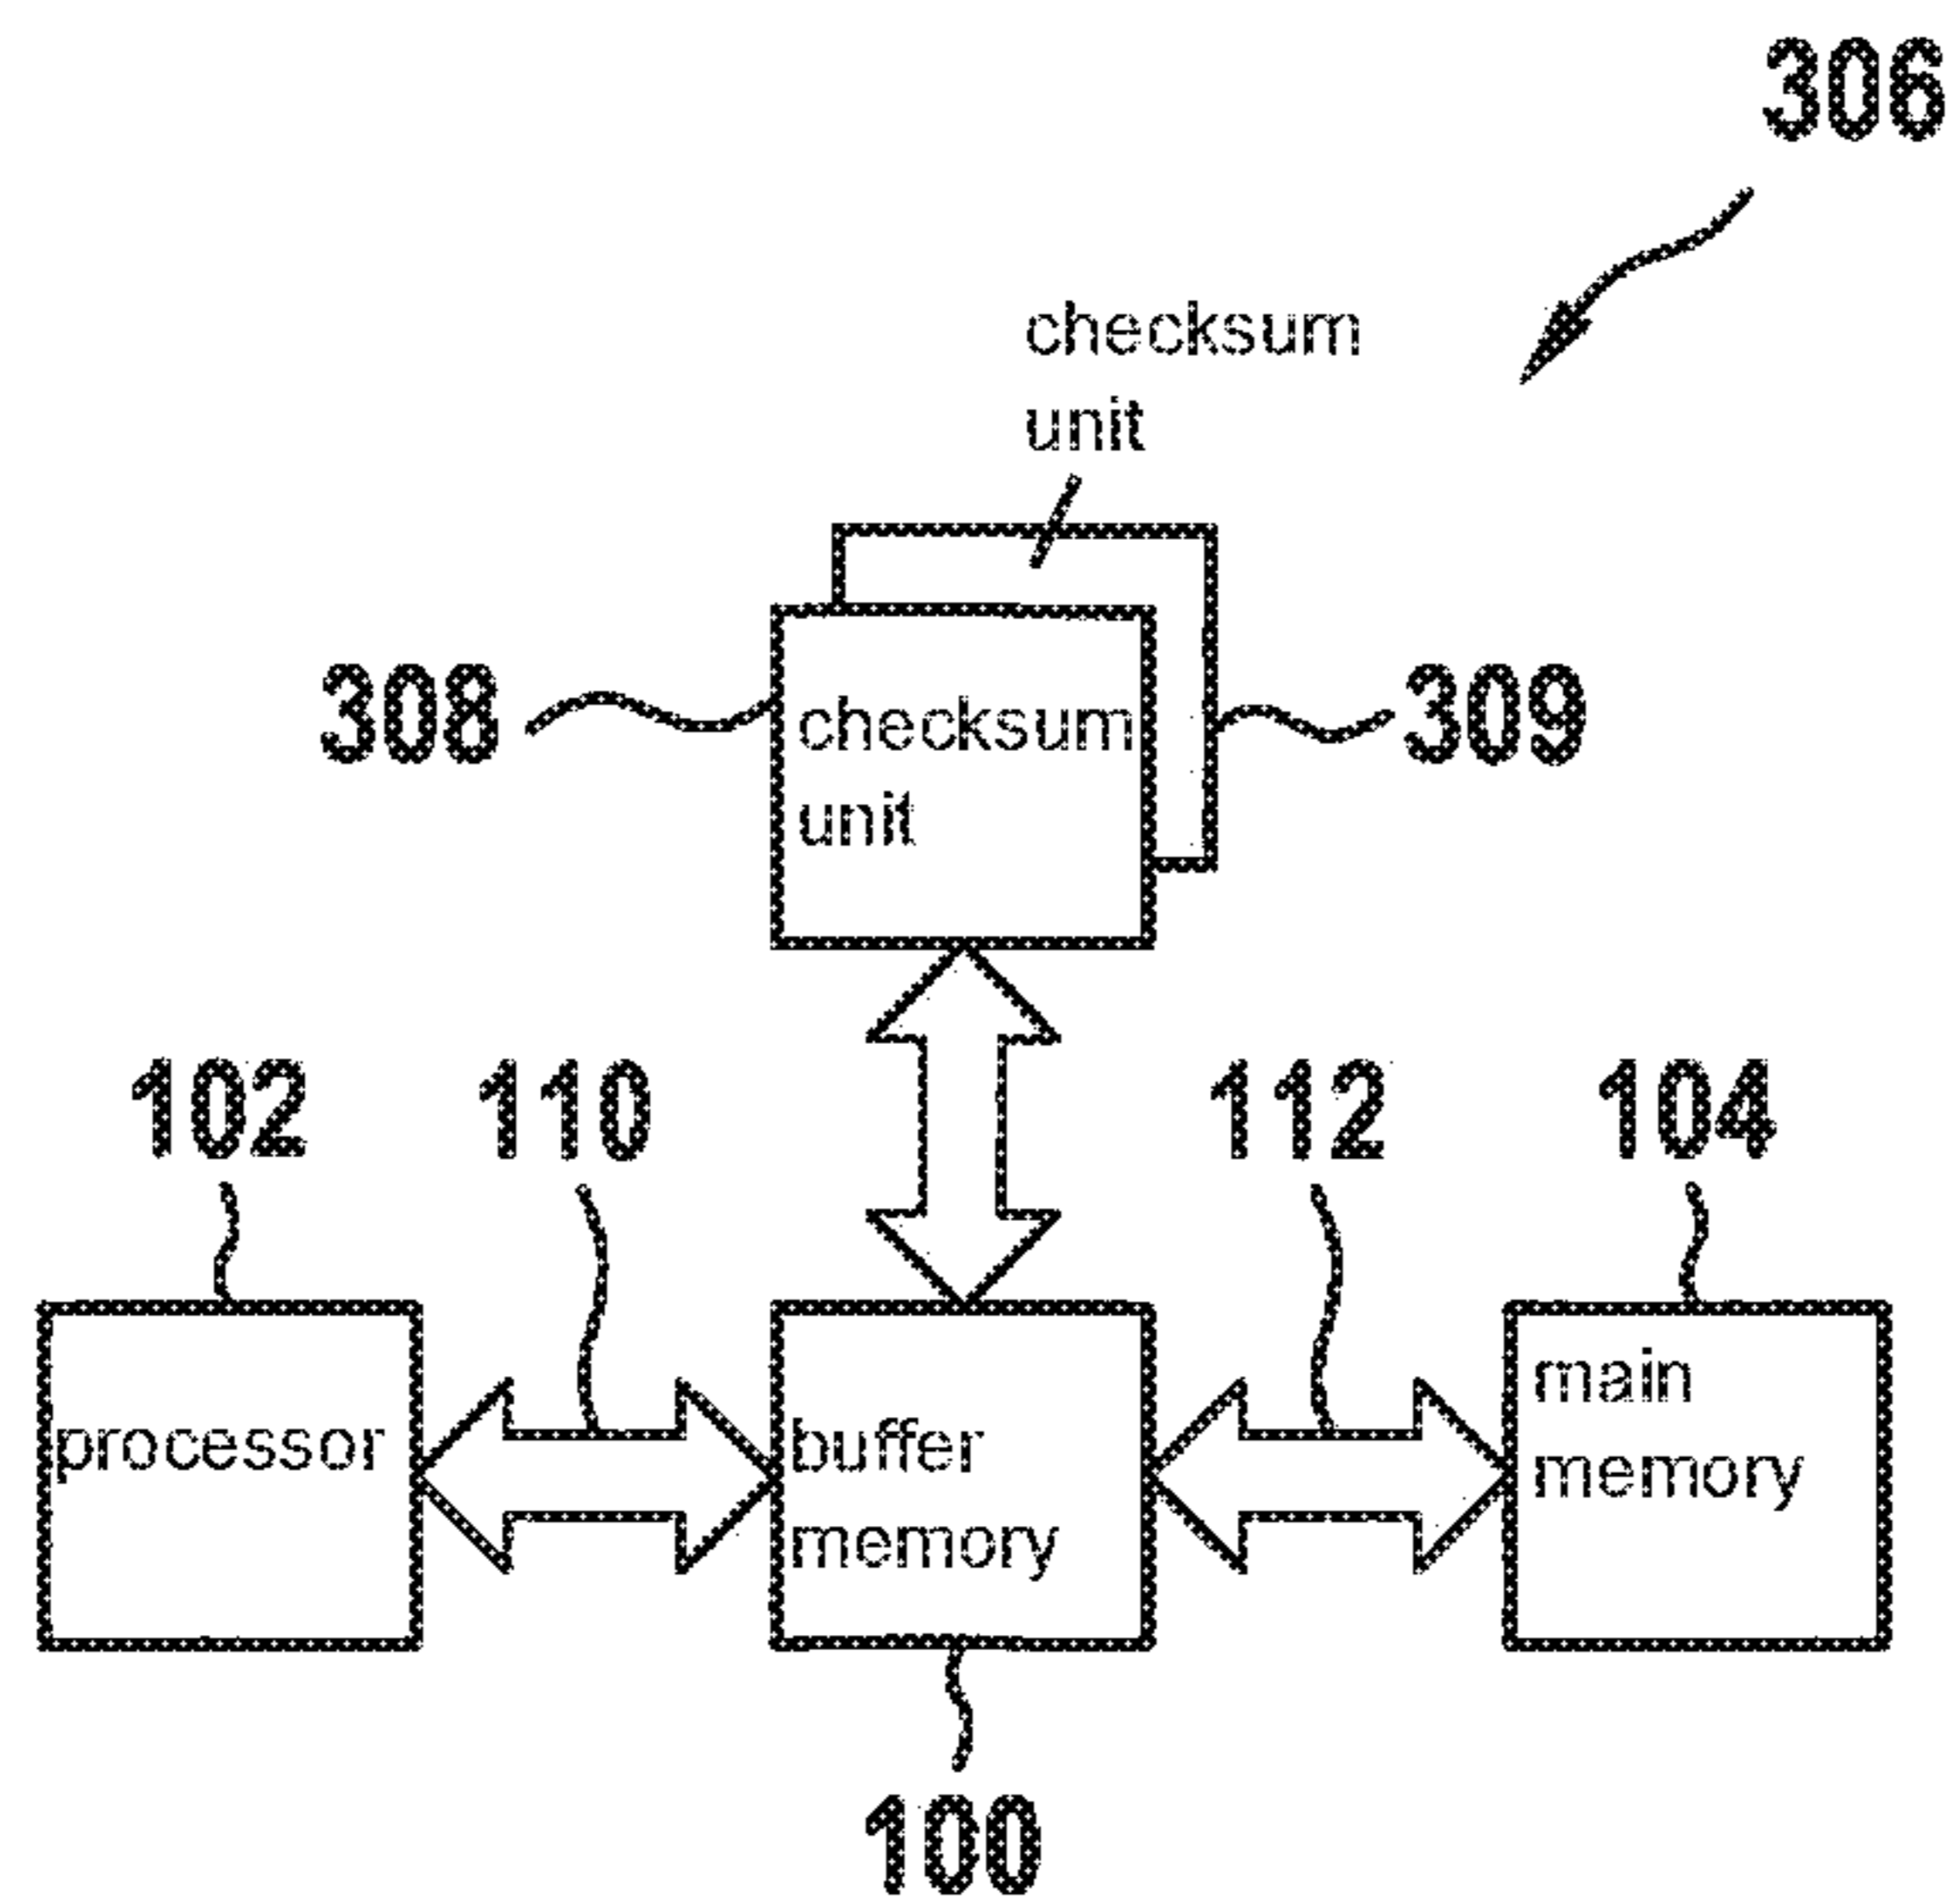 306
checksum
unit
308
checksum
unit
309
102
110
112
104
processor
buffer
memory
main
memory
100